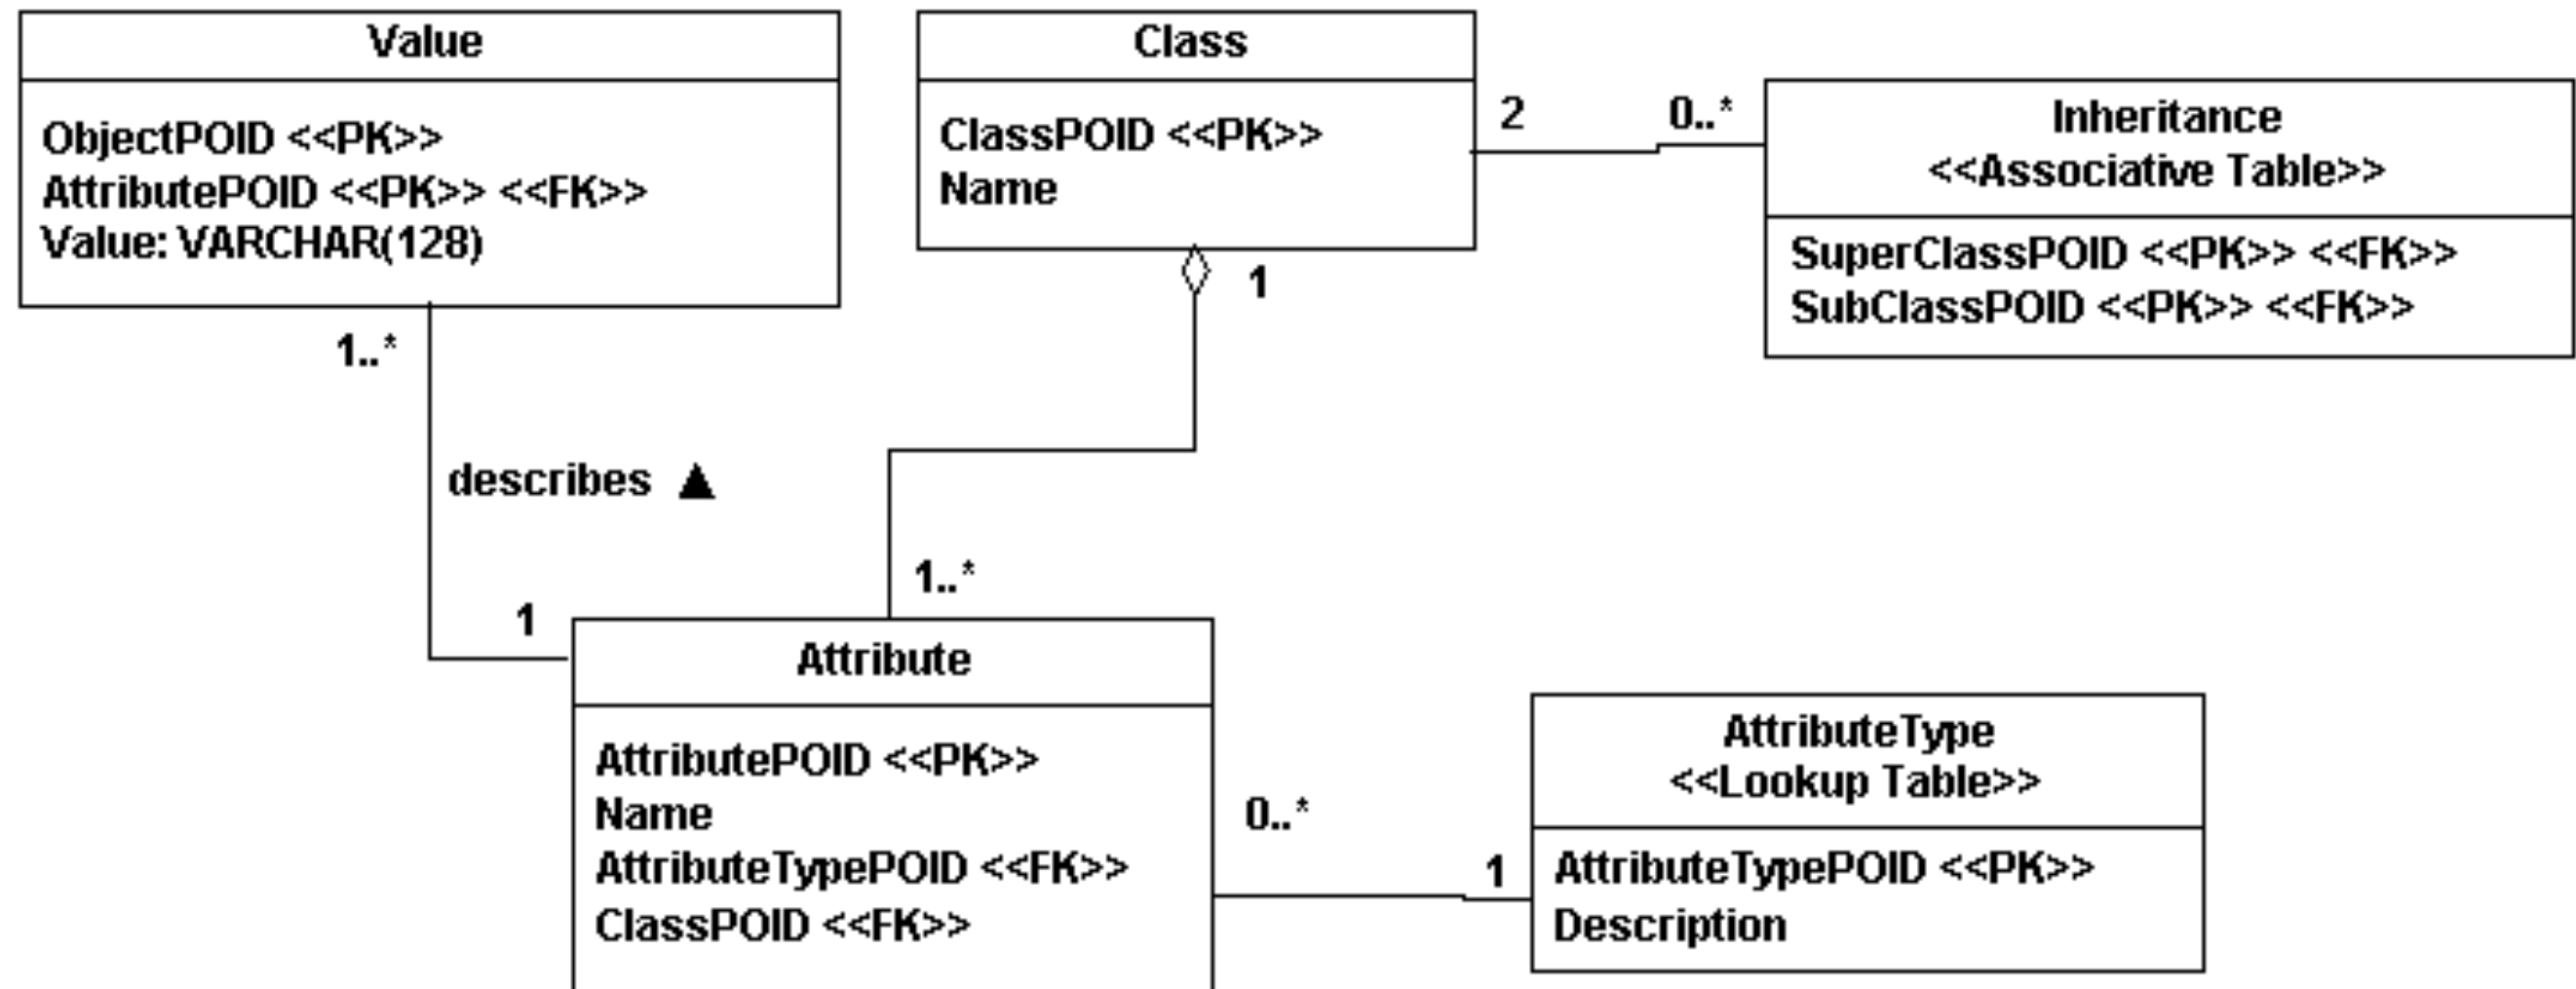 Value
ObjectPOID <<PK>>
AttributePOID <<PK>> <<FK>>
Value: VARCHAR(128)
Class
ClassPOID <<PK>>
Name
2
0..*
Inheritance
<<Associative Table>>
SuperClassPOID <<PK>> <<FK>>
SubClassPOID <<PK>> <<FK>>
1
1..*
describes ▲
1..*
1
Attribute
AttributePOID <<PK>>
Name
AttributeTypePOID <<FK>>
ClassPOID <<FK>>
0..*
1
AttributeType
<<Lookup Table>>
AttributeTypePOID <<PK>>
Description